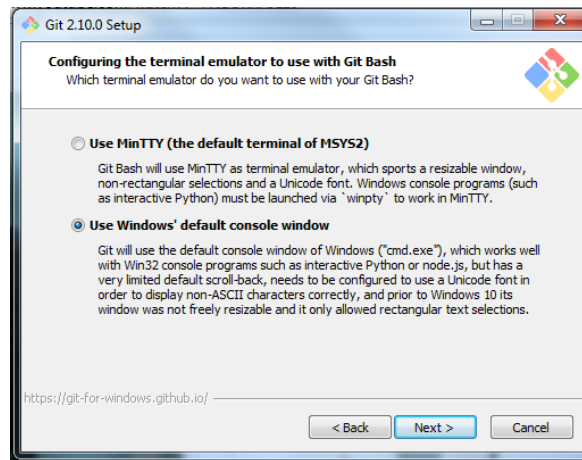 Git 2.10.0 Setup
Configuring the terminal emulator to use with Git Bash
Which terminal emulator do you want to use with your Git Bash?
Use MinTTY (the default terminal of MSYS2)
Git Bash will use MinTTY as terminal emulator, which sports a resizable window,
non-rectangular selections and a Unicode font. Windows console programs (such
as interactive Python) must be launched via `winpty` to work in MinTTY.
Use Windows' default console window
Git will use the default console window of Windows ("cmd.exe"), which works well
with Win32 console programs such as interactive Python or node.js, but has a
very limited default scroll-back, needs to be configured to use a Unicode font in
order to display non-ASCII characters correctly, and prior to Windows 10 its
window was not freely resizable and it only allowed rectangular text selections.
https://git-for-windows.github.io/
< Back Next > Cancel